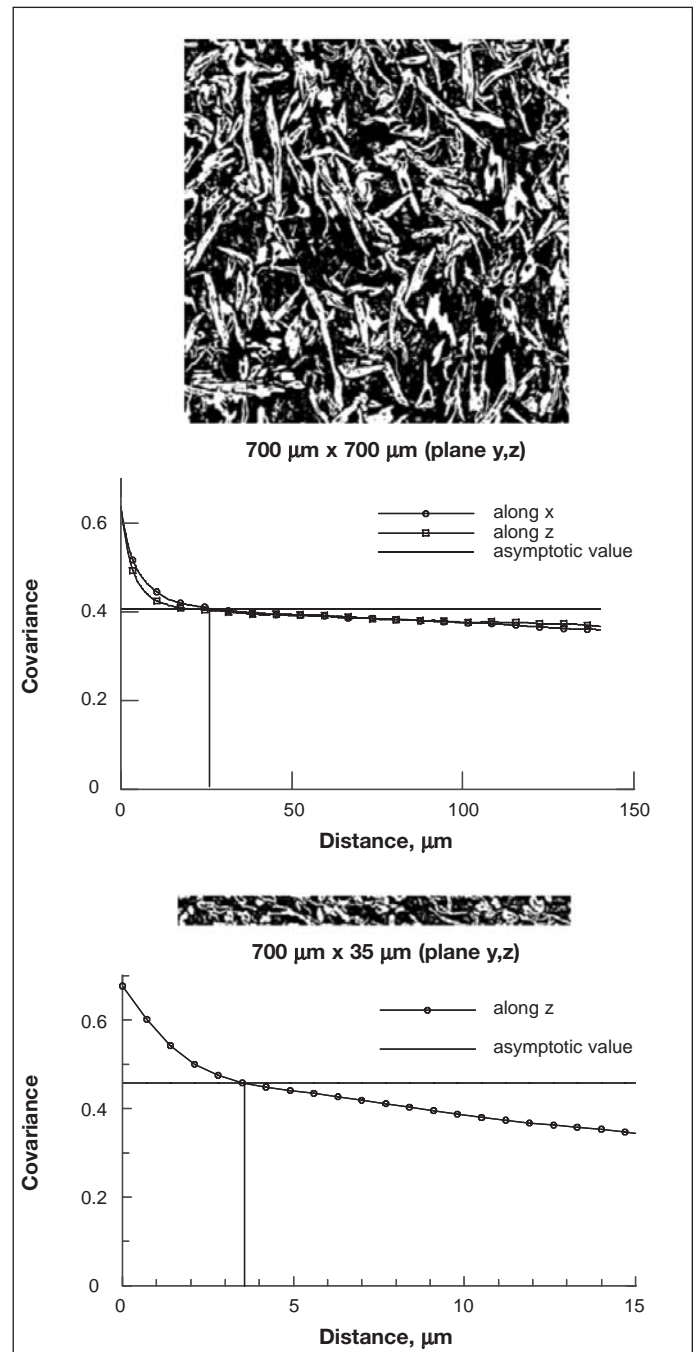 700 µm x 700 µm (plane y,z)
along x
along z
asymptotic value
0.6
0.4
0.2
0
Covariance
0
50
100
150
Distance, µm
700 µm x 35 µm (plane y,z)
along z
asymptotic value
0.6
0.4
0.2
0
Covariance
0
5
10
15
Distance, µm